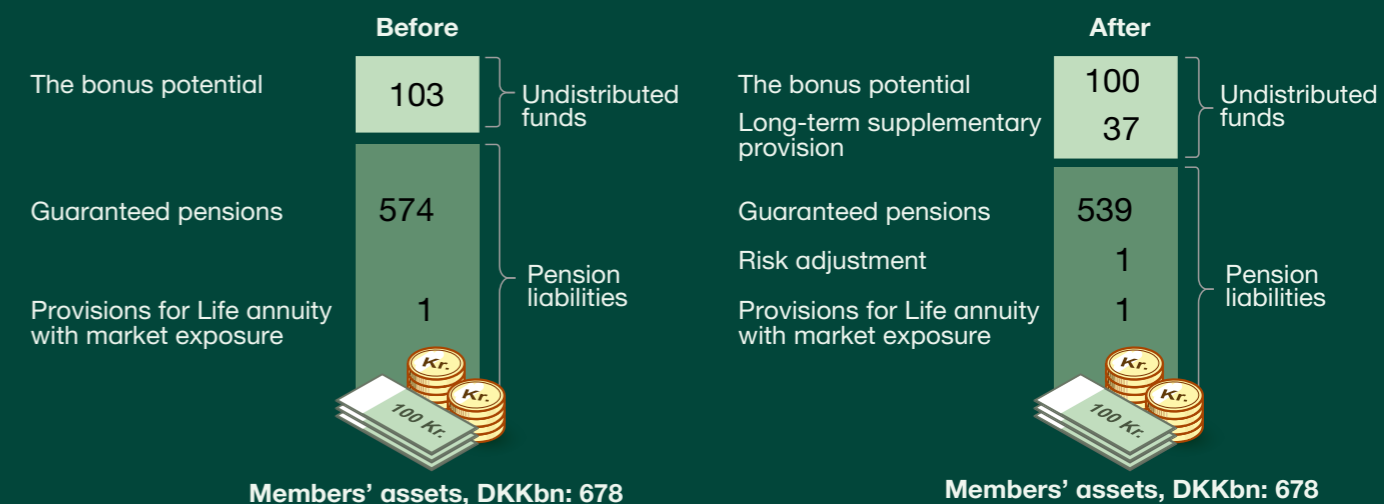 Before
The bonus potential
103
Undistributed
funds
Guaranteed pensions
574
Pension
liabilities
Provisions for Life annuity
with market exposure
1
Kr.
Kr.
100 Kr.
Members' assets, DKKbn: 678
After
The bonus potential
100
Long-term supplementary
provision
37
Undistributed
funds
Guaranteed pensions
539
Risk adjustment
1
Pension
liabilities
Provisions for Life annuity
with market exposure
1
Kr.
Kr.
100 Kr.
Members' assets, DKKbn: 678